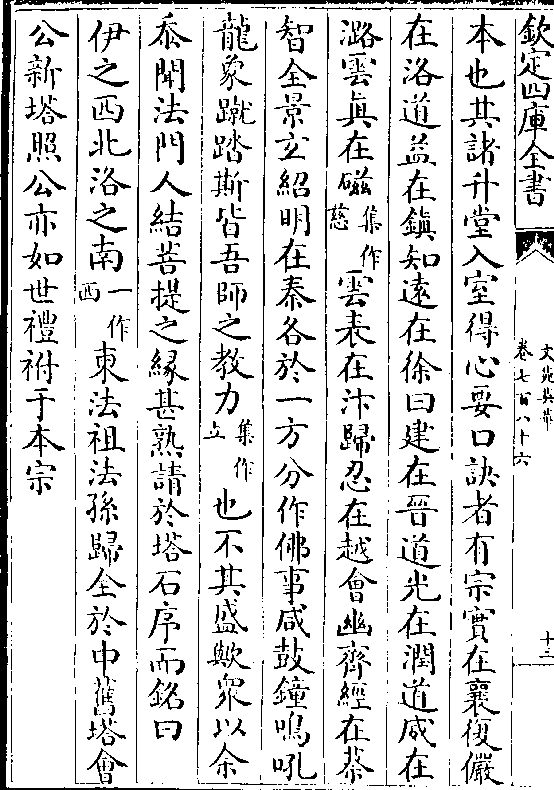 欽定四庫全書
文苑英華
卷七百八十六
十三
本也其諸升堂入室得心要口訣者有宗實在襄復儼
在洛道益在鎮知遠在徐曰建在晉道光在潤道威在
潞雲真在磁集作慈雲表在汴歸忍在越會幽齊經在蔡
智全景玄紹明在秦各於一方分作佛事咸鼓鐘鳴吼
龍象蹴踏斯皆吾師之教力集作立也不其盛歟衆以余
忝聞法門人結菩提之緣甚熟請於塔石序而銘曰
伊之西北洛之南一作西東法祖法孫歸全於中舊塔會
公新塔照公亦如世禮祔于本宗